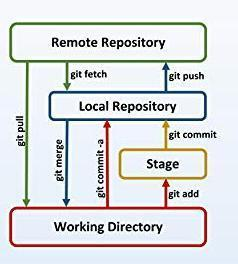 Remote Repository
git fetch
git push
Local Repository
git pull
git merge
git commit -a
git commit
Stage
git add
Working Directory